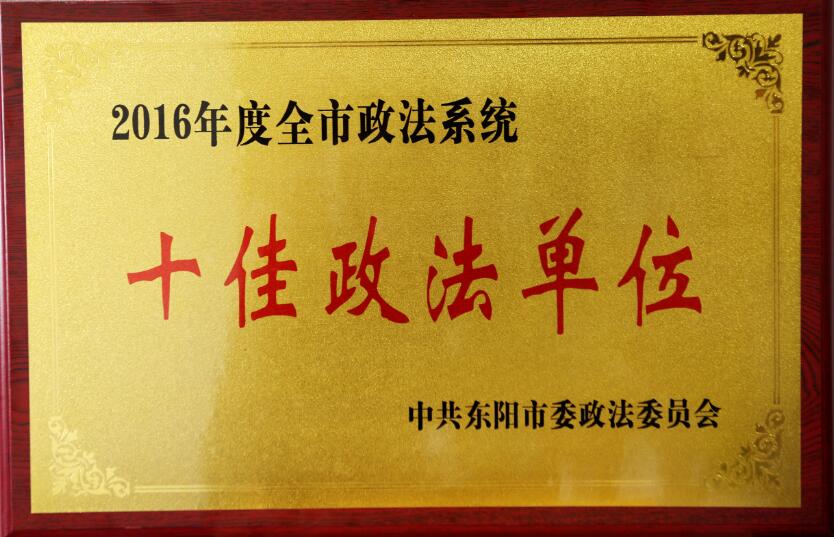 2016年度全市政法系统
十佳政法单位
中共东阳市委政法委员会